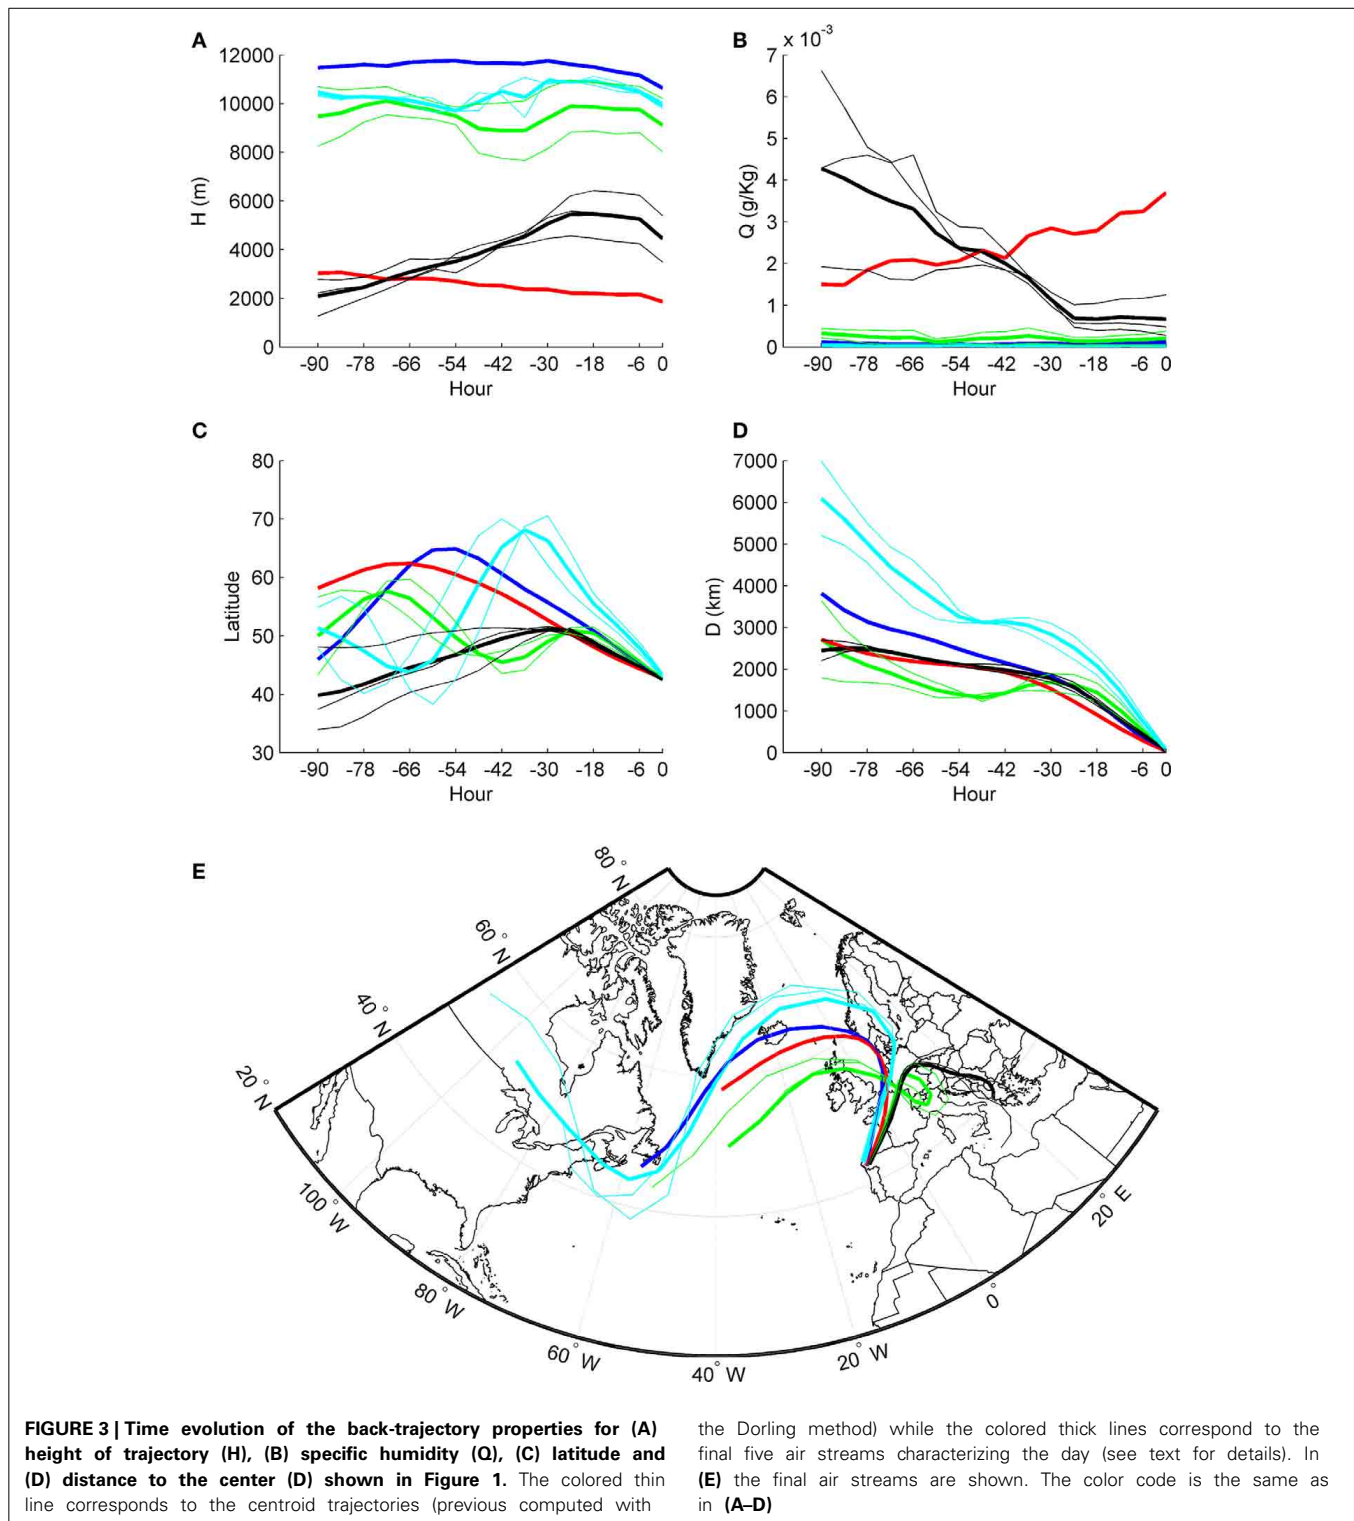 A
12000
10000
8000
6000
4000
2000
0
H (m)
-90 -78 -66 -54 -42 -30 -18 -6 0
Hour
B
7 x 10⁻³
6
5
4
3
2
1
0
Q (g/Kg)
-90 -78 -66 -54 -42 -30 -18 -6 0
Hour
C
80
70
60
50
40
30
Latitude
-90 -78 -66 -54 -42 -30 -18 -6 0
Hour
D
7000
6000
5000
4000
3000
2000
1000
0
D (km)
-90 -78 -66 -54 -42 -30 -18 -6 0
Hour
E
80° N
60° N
40° N
20° N
100° W
80° W
60° W
40° W
20° W
0°
20° E
FIGURE 3 | Time evolution of the back-trajectory properties for (A)
height of trajectory (H), (B) specific humidity (Q), (C) latitude and
(D) distance to the center (D) shown in Figure 1. The colored thin
line corresponds to the centroid trajectories (previous computed with
the Dorling method) while the colored thick lines correspond to the
final five air streams characterizing the day (see text for details). In
(E) the final air streams are shown. The color code is the same as
in (A–D)